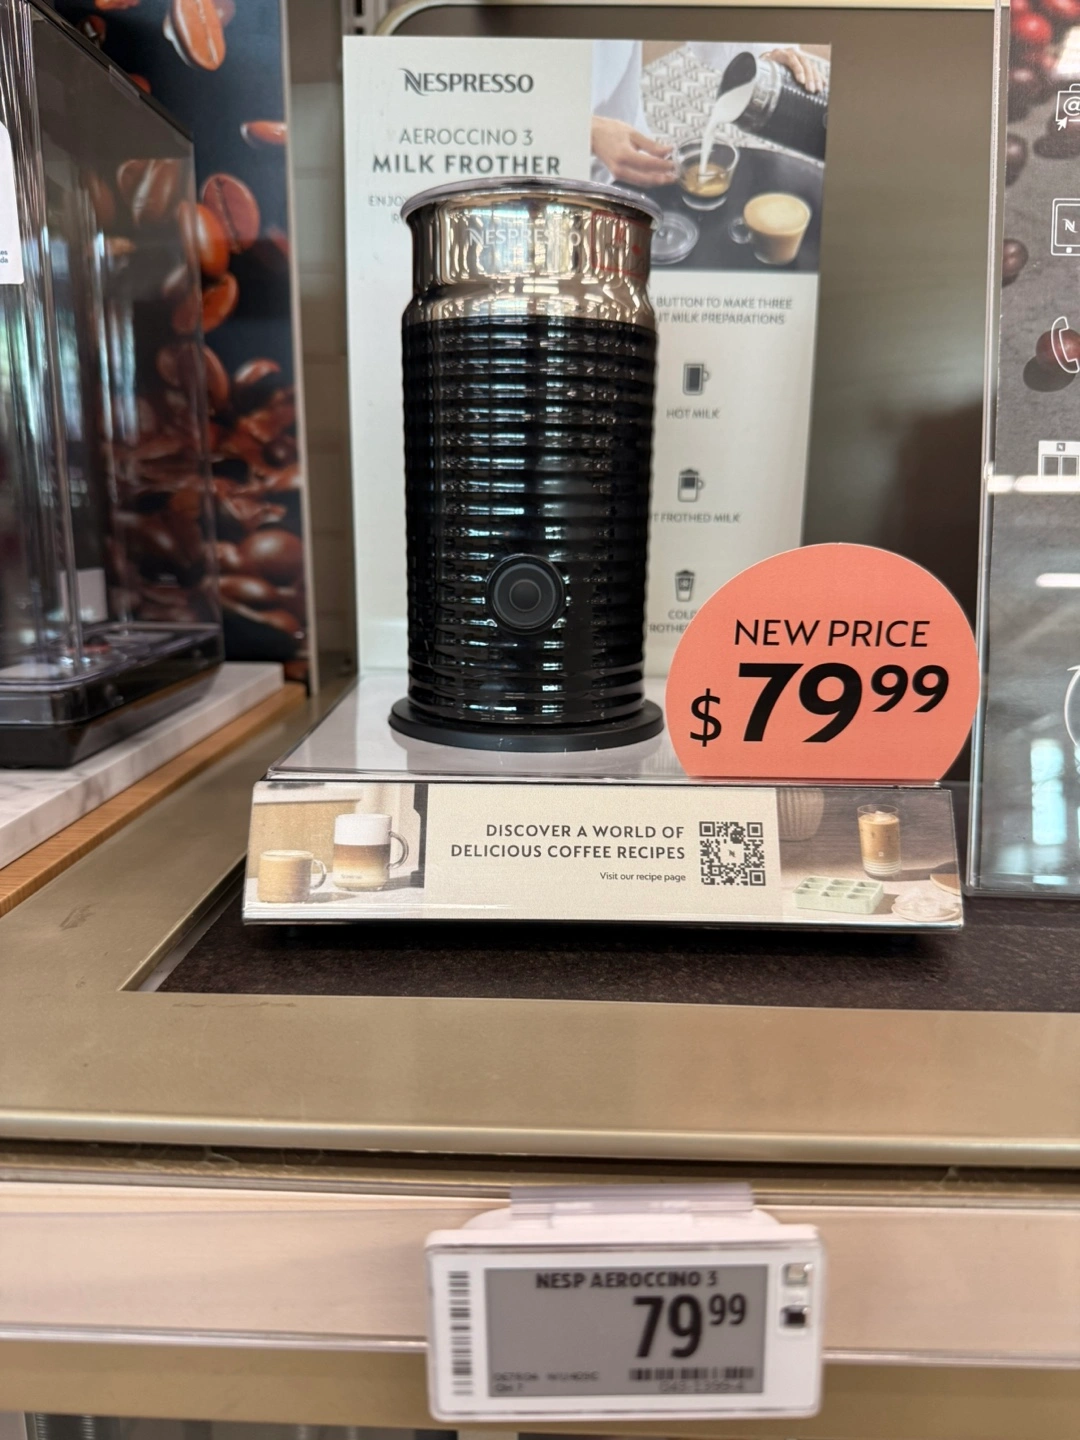 NESPRESSO
AEROCCINO 3
MILK FROTHER
ENJOY
NESPRESSO
BUTTON TO MAKE THREE
MILK PREPARATIONS
HOT MILK
FROTHED MILK
NEW PRICE
$79.99
DISCOVER A WORLD OF
DELICIOUS COFFEE RECIPES
Visit our recipe page
NESP AEROCCINO 3
79.99